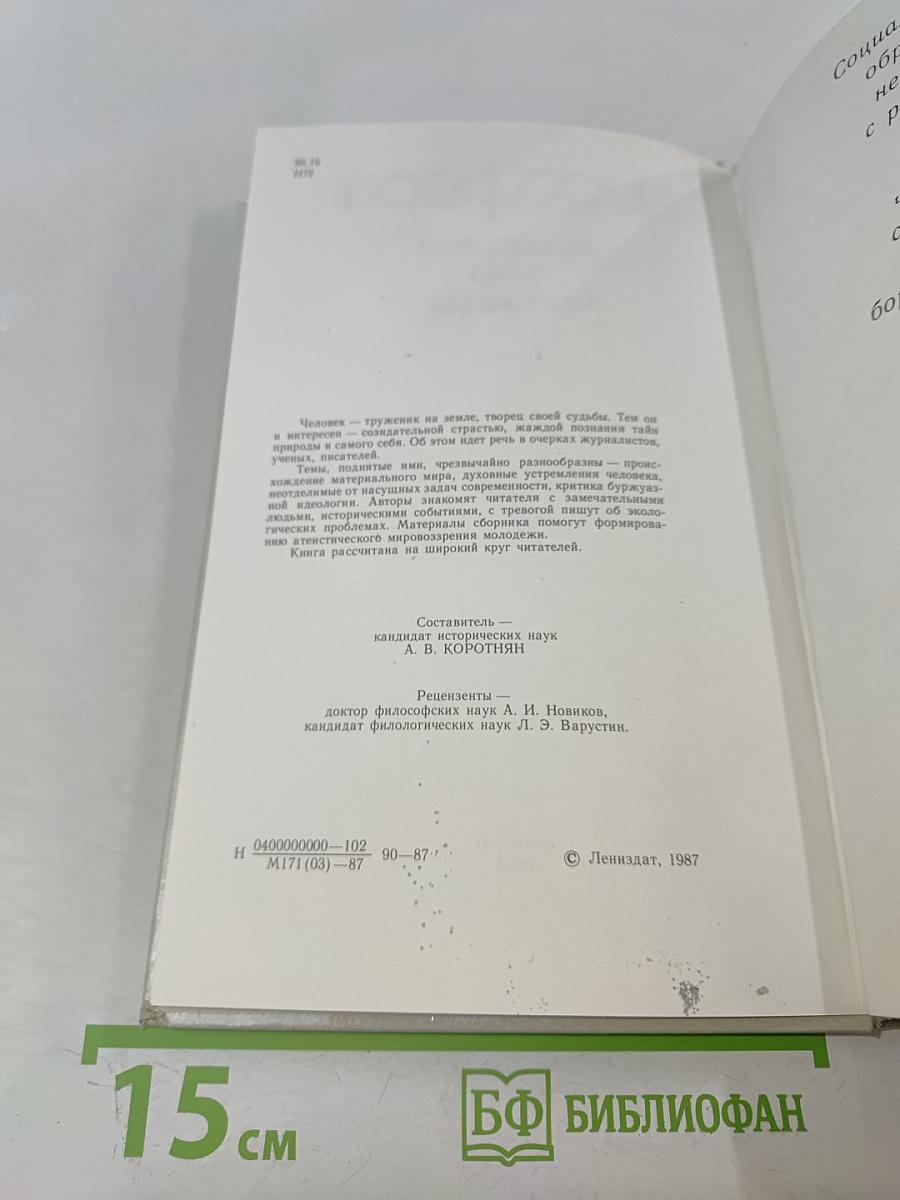 86.16
Н72
Человек — труженик на земле, творец своей судьбы. Тем он
и интересен — созидательной страстью, жаждой познания тайн
природы и самого себя. Об этом идет речь в очерках журналистов,
ученых, писателей.
Темы, поднятые ими, чрезвычайно разнообразны — проис-
хождение материального мира, духовные устремления человека,
неотделимые от насущных задач современности, критика буржуаз-
ной идеологии. Авторы знакомят читателя с замечательными
людьми, историческими событиями, с тревогой пишут об эколо-
гических проблемах. Материалы сборника помогут формирова-
нию атеистического мировоззрения молодежи.
Книга рассчитана на широкий круг читателей.
Составитель —
кандидат исторических наук
А. В. КОРОТНЯН
Рецензенты —
доктор философских наук А. И. Новиков,
кандидат филологических наук Л. Э. Варустин.
Н 0400000000—102
М171(03)—87 90—87
© Лениздат, 1987
Социа
обр
не
с р
бор
15 см
БФ БИБЛИОФАН